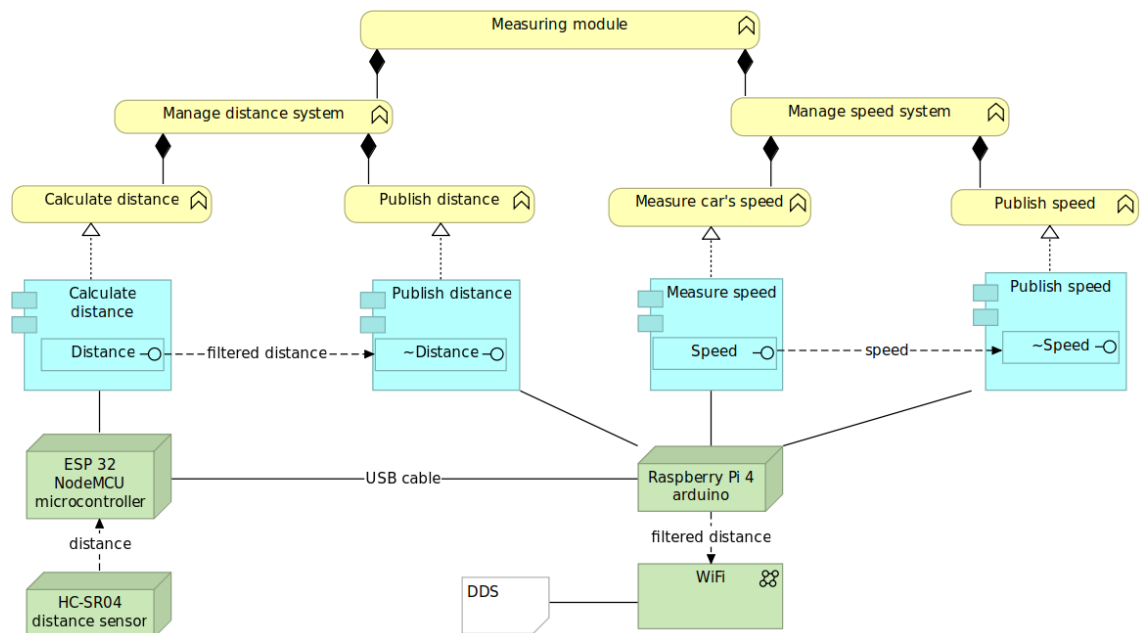 Measuring module
Manage distance system
Manage speed system
Calculate distance
Publish distance
Measure car's speed
Publish speed
Calculate
distance
Distance
filtered distance
Publish distance
~Distance
Measure speed
Speed
speed
Publish speed
~Speed
ESP 32
NodeMCU
microcontroller
USB cable
Raspberry Pi 4
arduino
distance
filtered distance
HC-SR04
distance sensor
DDS
WiFi